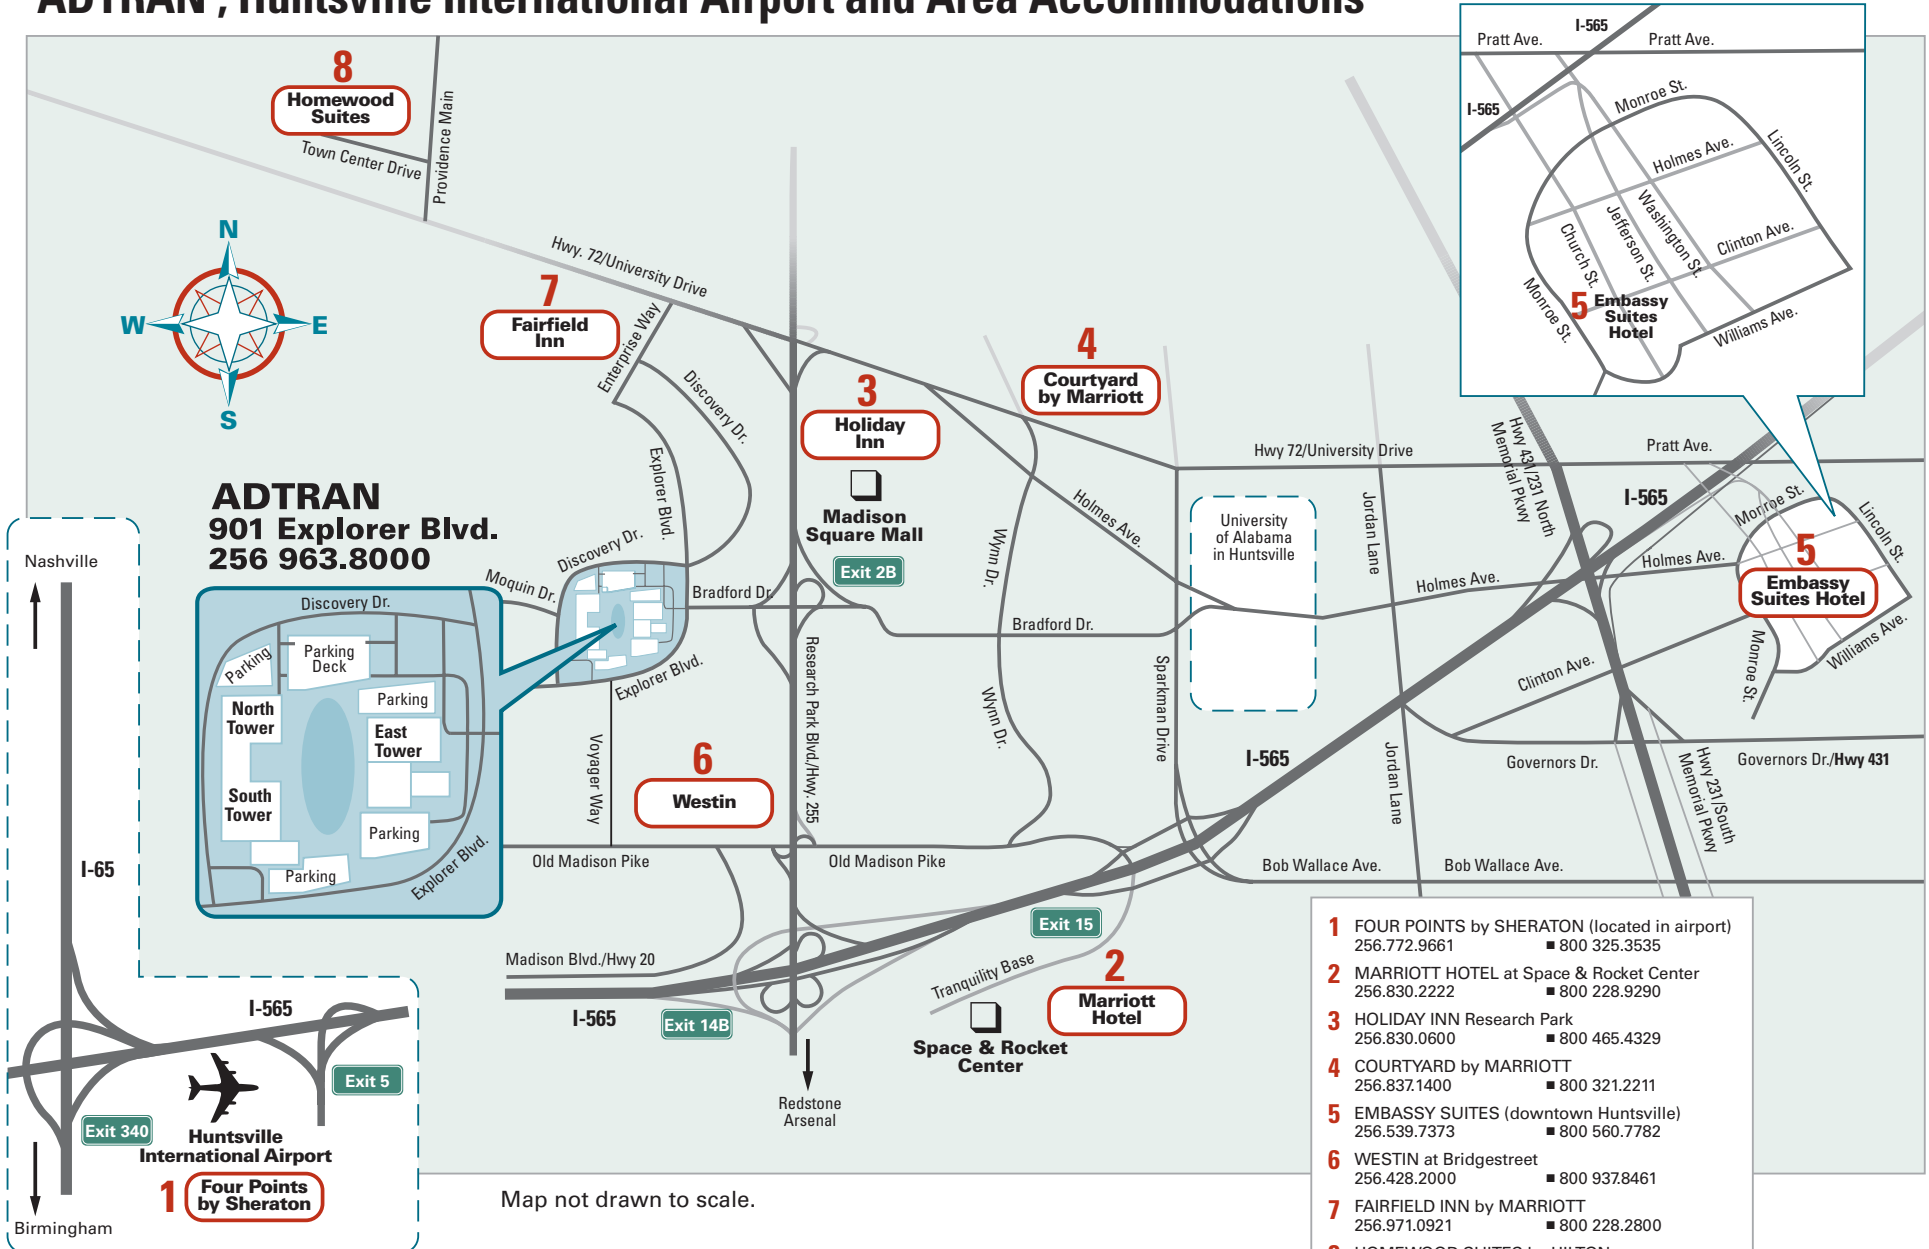 ADTRAN , Huntsville International Airport and Area Accommodations
8
Homewood
Suites
Town Center Drive
Providence Main
N
W
E
S
Hwy. 72/University Drive
7
Fairfield
Inn
Enterprise Way
Discovery Dr.
Explorer Blvd.
3
Holiday
Inn
Madison
Square Mall
Exit 2B
4
Courtyard
by Marriott
Hwy 72/University Drive
Pratt Ave.
Hwy 431/231 North
Memorial Pkwy
I-565
Pratt Ave.
I-565
Pratt Ave.
I-565
Monroe St.
Holmes Ave.
Lincoln St.
Washington St.
Jefferson St.
Church St.
Clinton Ave.
Monroe St.
5
Embassy
Suites
Hotel
Williams Ave.
ADTRAN
901 Explorer Blvd.
256 963.8000
Discovery Dr.
Moquin Dr.
Bradford Dr.
Explorer Blvd.
Voyager Way
Research Park Blvd./Hwy. 255
Wynn Dr.
Wynn Dr.
Holmes Ave.
University
of Alabama
in Huntsville
Bradford Dr.
Sparkman Drive
Jordan Lane
Holmes Ave.
Holmes Ave.
Monroe St.
Lincoln St.
5
Embassy
Suites Hotel
Williams Ave.
Monroe St.
Clinton Ave.
I-565
Jordan Lane
Governors Dr.
Governors Dr./Hwy 431
Hwy 231/South
Memorial Pkwy
Bob Wallace Ave.
Bob Wallace Ave.
Discovery Dr.
Parking
Parking
Deck
Parking
North
Tower
East
Tower
South
Tower
Parking
Parking
Explorer Blvd.
6
Westin
Old Madison Pike
Old Madison Pike
Madison Blvd./Hwy 20
I-565
Exit 14B
Exit 15
Tranquility Base
2
Marriott
Hotel
Space & Rocket
Center
Redstone
Arsenal
Nashville
I-65
I-565
Exit 5
Exit 340
Huntsville
International Airport
1
Four Points
by Sheraton
Birmingham
Map not drawn to scale.
1 FOUR POINTS by SHERATON (located in airport)
256.772.9661 ■ 800 325.3535
2 MARRIOTT HOTEL at Space & Rocket Center
256.830.2222 ■ 800 228.9290
3 HOLIDAY INN Research Park
256.830.0600 ■ 800 465.4329
4 COURTYARD by MARRIOTT
256.837.1400 ■ 800 321.2211
5 EMBASSY SUITES (downtown Huntsville)
256.539.7373 ■ 800 560.7782
6 WESTIN at Bridgestreet
256.428.2000 ■ 800 937.8461
7 FAIRFIELD INN by MARRIOTT
256.971.0921 ■ 800 228.2800
8 HOMEWOOD SUITES by HILTON